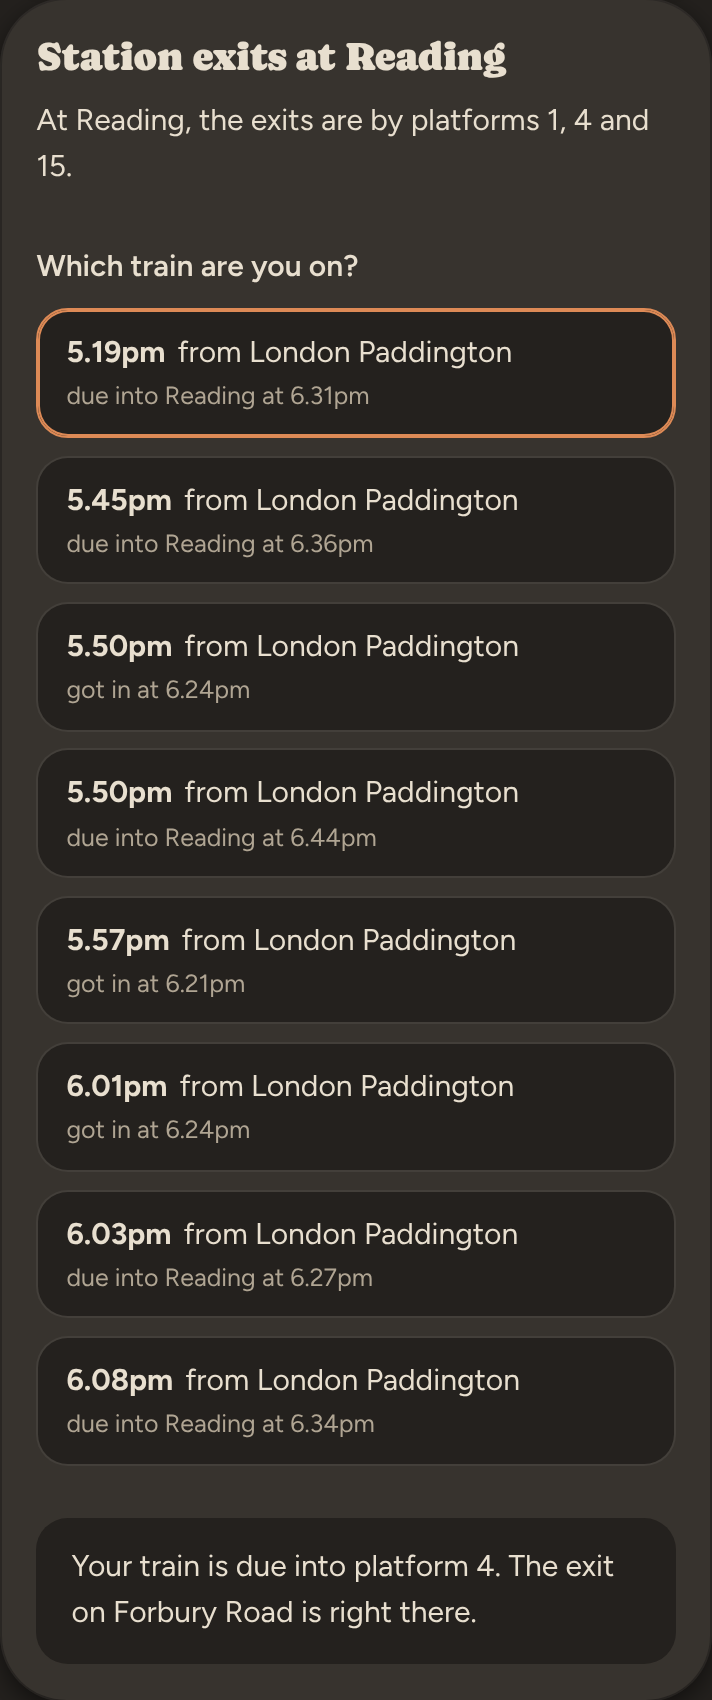 Station exits at Reading
At Reading, the exits are by platforms 1, 4 and
15.
Which train are you on?
5.19pm from London Paddington
due into Reading at 6.31pm
5.45pm from London Paddington
due into Reading at 6.36pm
5.50pm from London Paddington
got in at 6.24pm
5.50pm from London Paddington
due into Reading at 6.44pm
5.57pm from London Paddington
got in at 6.21pm
6.01pm from London Paddington
got in at 6.24pm
6.03pm from London Paddington
due into Reading at 6.27pm
6.08pm from London Paddington
due into Reading at 6.34pm
Your train is due into platform 4. The exit
on Forbury Road is right there.